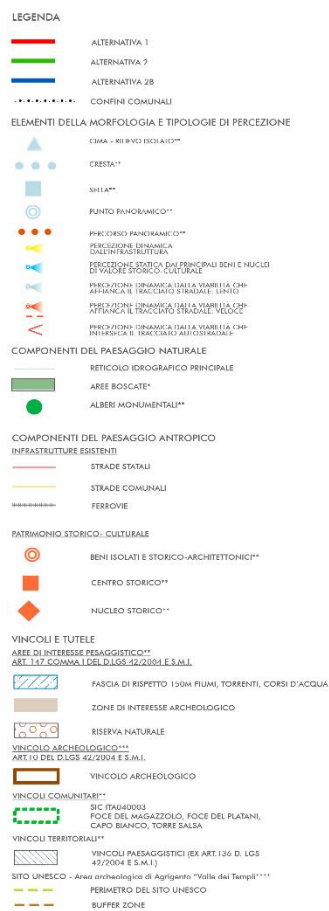 LEGENDA
ALTERNATIVA 1
ALTERNATIVA 2
ALTERNATIVA 2B
CONFINI COMUNALI
ELEMENTI DELLA MORFOLOGIA E TIPOLOGIE DI PERCEZIONE
CIMA - RILIEVO ISOLATO**
CRESTA**
SELLA**
PUNTO PANORAMICO**
PERCORSO PANORAMICO**
PERCEZIONE DINAMICA
DALL'INFRASTRUTTURA
PERCEZIONE STATICA DAI PRINCIPALI BENI E NUCLEI
DI VALORE STORICO-CULTURALE
PERCEZIONE DINAMICA DALLA VIABILITÀ CHE
AFFIANCA IL TRACCIATO STRADALE: LENTO
PERCEZIONE DINAMICA DALLA VIABILITÀ CHE
AFFIANCA IL TRACCIATO STRADALE: VELOCE
PERCEZIONE DINAMICA DALLA VIABILITÀ CHE
INTERSECA IL TRACCIATO AUTOSTRADALE
COMPONENTI DEL PAESAGGIO NATURALE
RETICOLO IDROGRAFICO PRINCIPALE
AREE BOSCATE*
ALBERI MONUMENTALI**
COMPONENTI DEL PAESAGGIO ANTROPICO
INFRASTRUTTURE ESISTENTI
STRADE STATALI
STRADE COMUNALI
FERROVIE
PATRIMONIO STORICO- CULTURALE
BENI ISOLATI E STORICO-ARCHITETTONICI**
CENTRO STORICO**
NUCLEO STORICO**
VINCOLI E TUTELE
AREE DI INTERESSE PESAGGISTICO**
ART. 147 COMMA I DEL D.LGS 42/2004 E S.M.I.
FASCIA DI RISPETTO 150M FIUMI, TORRENTI, CORSI D'ACQUA
ZONE DI INTERESSE ARCHEOLOGICO
RISERVA NATURALE
VINCOLO ARCHEOLOGICO***
ART.10 DEL D.LGS 42/2004 E S.M.I.
VINCOLO ARCHEOLOGICO
VINCOLI COMUNITARI**
SIC ITA040003
FOCE DEL MAGAZZOLO, FOCE DEL PLATANI,
CAPO BIANCO, TORRE SALSA
VINCOLI TERRITORIALI**
VINCOLI PAESAGGISTICI (EX ART.136 D. LGS
42/2004 E S.M.I.)
SITO UNESCO - Area archeologica di Agrigento "Valle dei Templi"****
PERIMETRO DEL SITO UNESCO
BUFFER ZONE